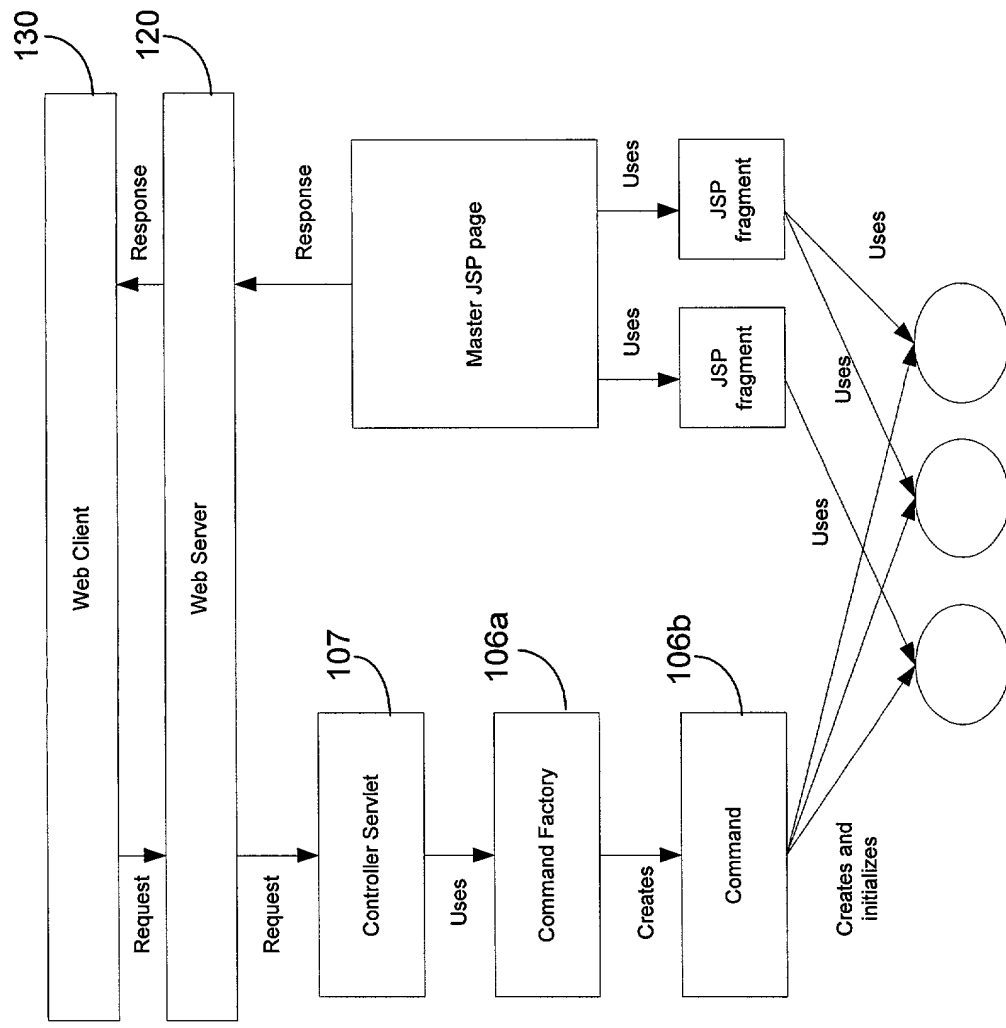 130
Web Client
120
Request
Response
Web Server
Request
Response
107
Controller Servlet
Master JSP page
Uses
106a
Command Factory
Uses
Uses
Creates
106b
Command
JSP
fragment
JSP
fragment
Creates and
initializes
Uses
Uses
Uses